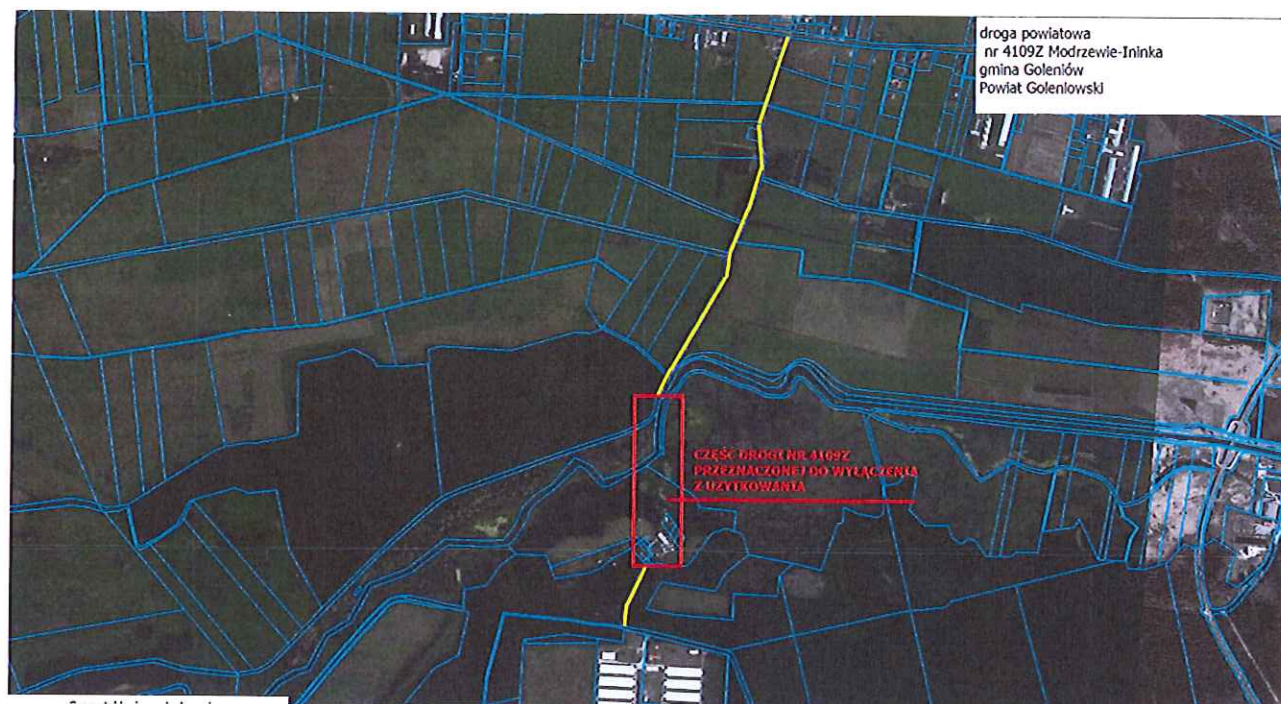 droga powiatowa
nr 4109Z Modrzewie-Ininka
gmina Goleniów
Powiat Goleniowski
CZĘŚĆ DROGI NR 4109Z
PRZEZNACZONEJ DO WYŁĄCZENIA
Z UŻYTKOWANIA